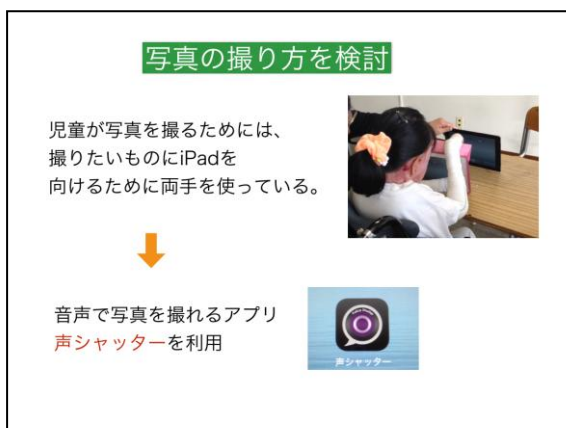 写真の撮り方を検討
児童が写真を撮るためには、
撮りたいものにiPadを
向けるために両手を使っている。
音声で写真を撮れるアプリ
声シャッターを利用
声シャッター